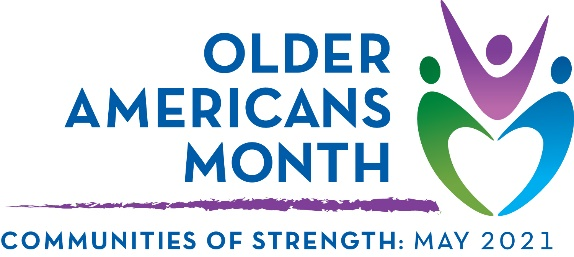 OLDER
AMERICANS
MONTH
COMMUNITIES OF STRENGTH: MAY 2021